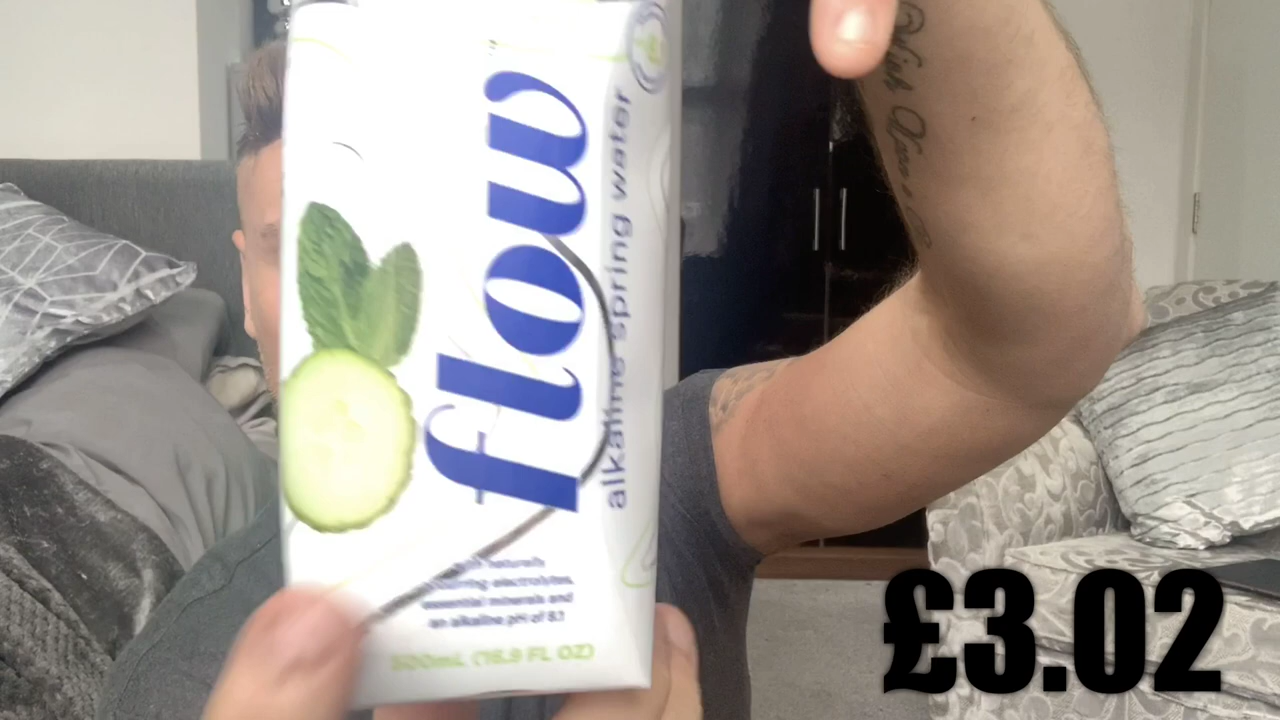 flow
alkaline spring water
naturally
electrolytes
essential minerals and
an alkaline pH of 8.1
500mL (16.9 FL OZ)
£3.02